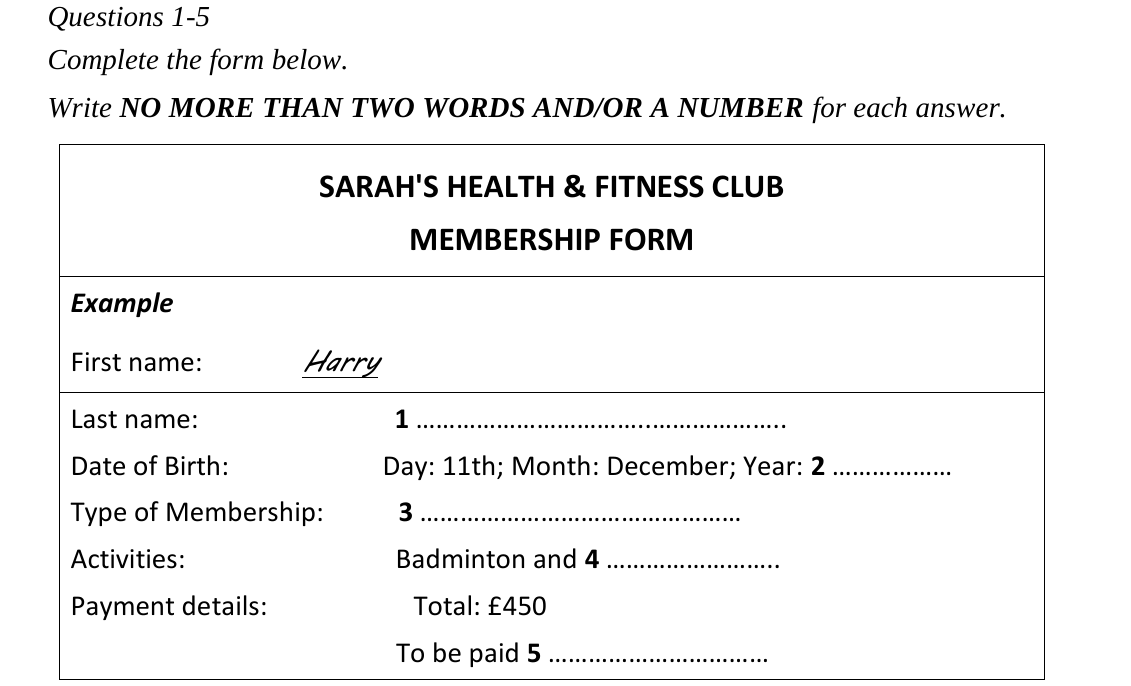 Questions 1-5
Complete the form below.
Write NO MORE THAN TWO WORDS AND/OR A NUMBER for each answer.
SARAH'S HEALTH & FITNESS CLUB
MEMBERSHIP FORM
Example
First name: Harry
Last name: 1 ……………………………..………………..
Date of Birth: Day: 11th; Month: December; Year: 2 ………………
Type of Membership: 3 …………………………………………
Activities: Badminton and 4 ……………………..
Payment details: Total: £450
To be paid 5 ……………………………